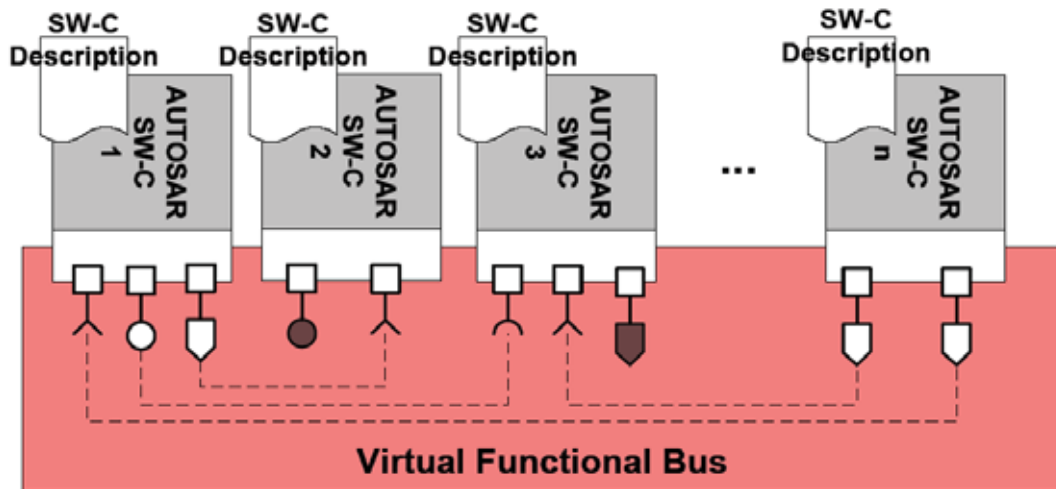 SW-C
Description
AUTOSAR
SW-C
1
SW-C
Description
AUTOSAR
SW-C
2
SW-C
Description
AUTOSAR
SW-C
3
...
SW-C
Description
AUTOSAR
SW-C
n
Virtual Functional Bus